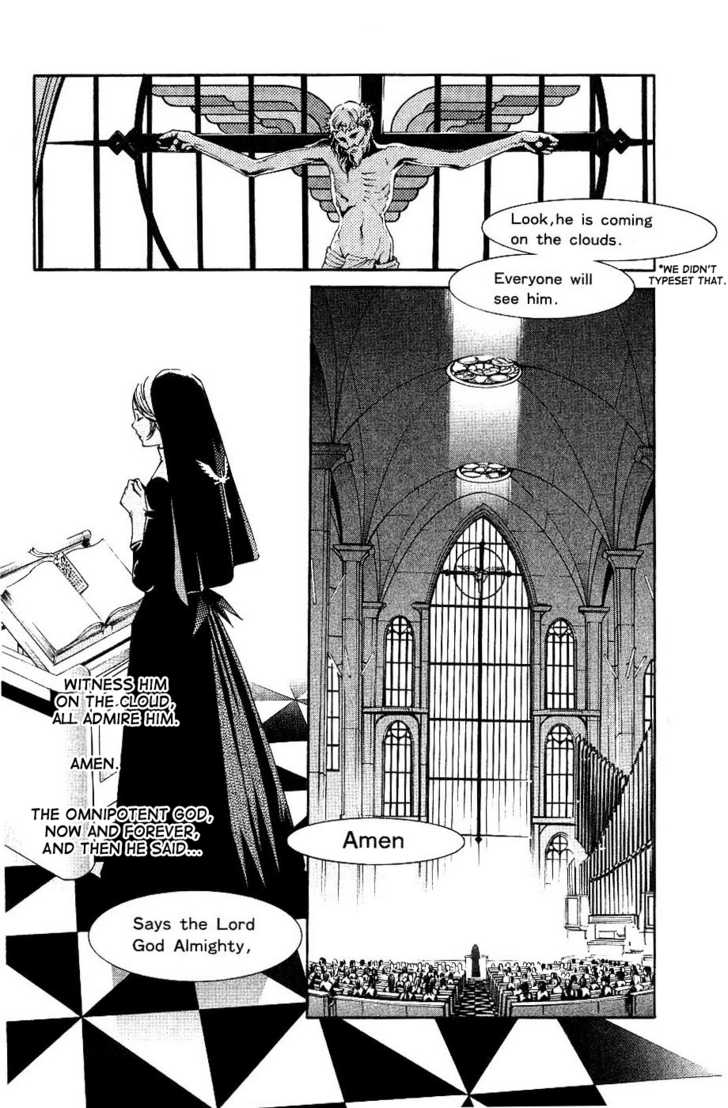 Look,he is coming
on the clouds.
Everyone will
see him.
*WE DIDN'T
TYPESET THAT.
WITNESS HIM
ON THE CLOUD,
ALL ADMIRE HIM.
AMEN.
THE OMNIPOTENT GOD,
NOW AND FOREVER,
AND THEN HE SAID...
Amen
Says the Lord
God Almighty,